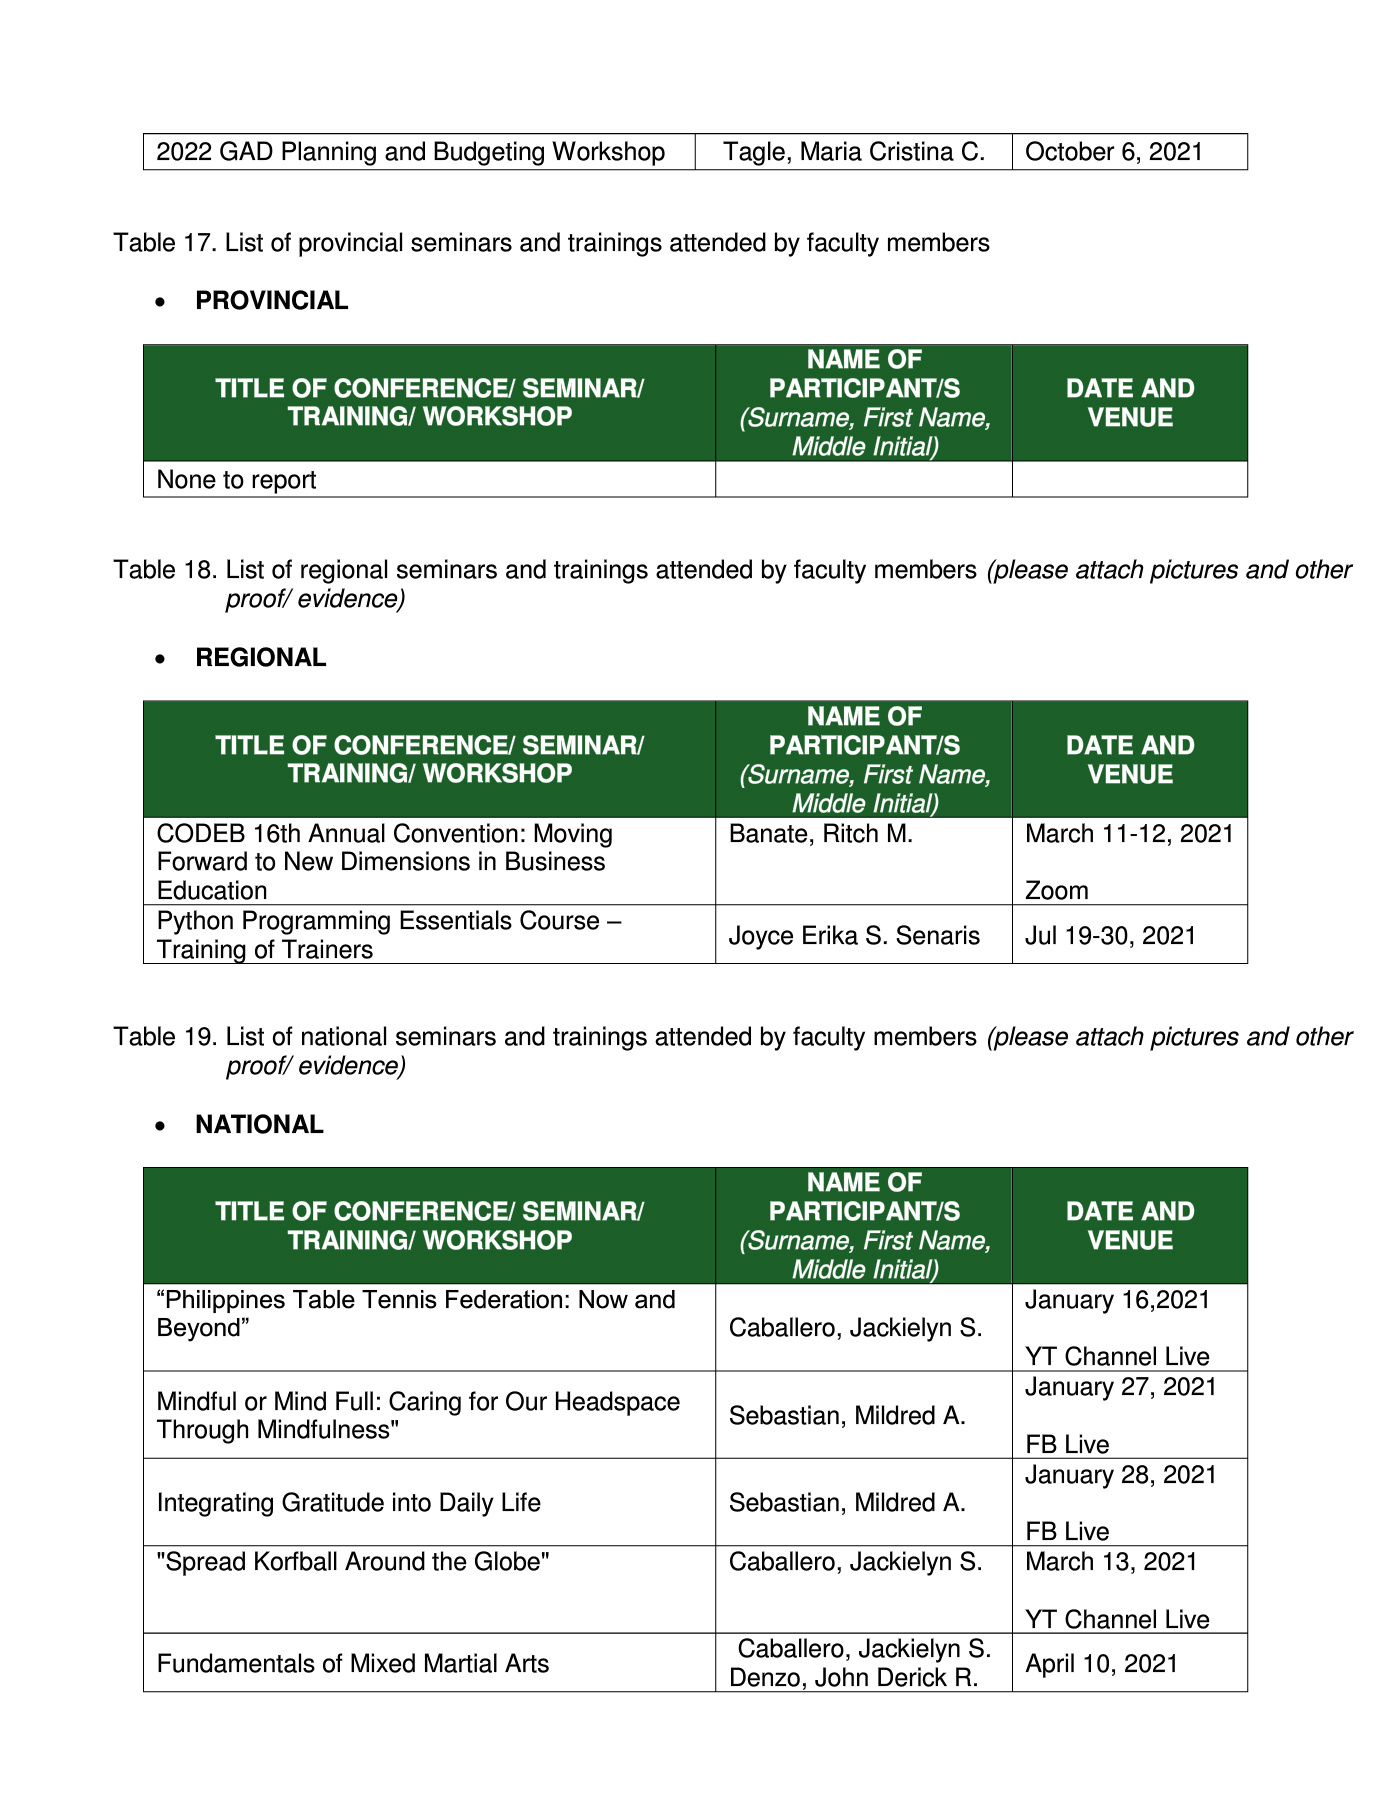 2022 GAD Planning and Budgeting Workshop Tagle, Maria Cristina C. October 6, 2021
Table 17. List of provincial seminars and trainings attended by faculty members
• PROVINCIAL
TITLE OF CONFERENCE/ SEMINAR/
TRAINING/ WORKSHOP
NAME OF
PARTICIPANT/S
(Surname, First Name,
Middle Initial)
DATE AND
VENUE
None to report
Table 18. List of regional seminars and trainings attended by faculty members (please attach pictures and other
proof/ evidence)
• REGIONAL
TITLE OF CONFERENCE/ SEMINAR/
TRAINING/ WORKSHOP
NAME OF
PARTICIPANT/S
(Surname, First Name,
Middle Initial)
DATE AND
VENUE
CODEB 16th Annual Convention: Moving
Forward to New Dimensions in Business
Education
Banate, Ritch M.
March 11-12, 2021
Zoom
Python Programming Essentials Course –
Training of Trainers
Joyce Erika S. Senaris
Jul 19-30, 2021
Table 19. List of national seminars and trainings attended by faculty members (please attach pictures and other
proof/ evidence)
• NATIONAL
TITLE OF CONFERENCE/ SEMINAR/
TRAINING/ WORKSHOP
NAME OF
PARTICIPANT/S
(Surname, First Name,
Middle Initial)
DATE AND
VENUE
“Philippines Table Tennis Federation: Now and
Beyond”
Caballero, Jackielyn S.
January 16,2021
YT Channel Live
Mindful or Mind Full: Caring for Our Headspace
Through Mindfulness"
Sebastian, Mildred A.
January 27, 2021
FB Live
Integrating Gratitude into Daily Life
Sebastian, Mildred A.
January 28, 2021
FB Live
"Spread Korfball Around the Globe"
Caballero, Jackielyn S.
March 13, 2021
YT Channel Live
Fundamentals of Mixed Martial Arts
Caballero, Jackielyn S.
Denzo, John Derick R.
April 10, 2021